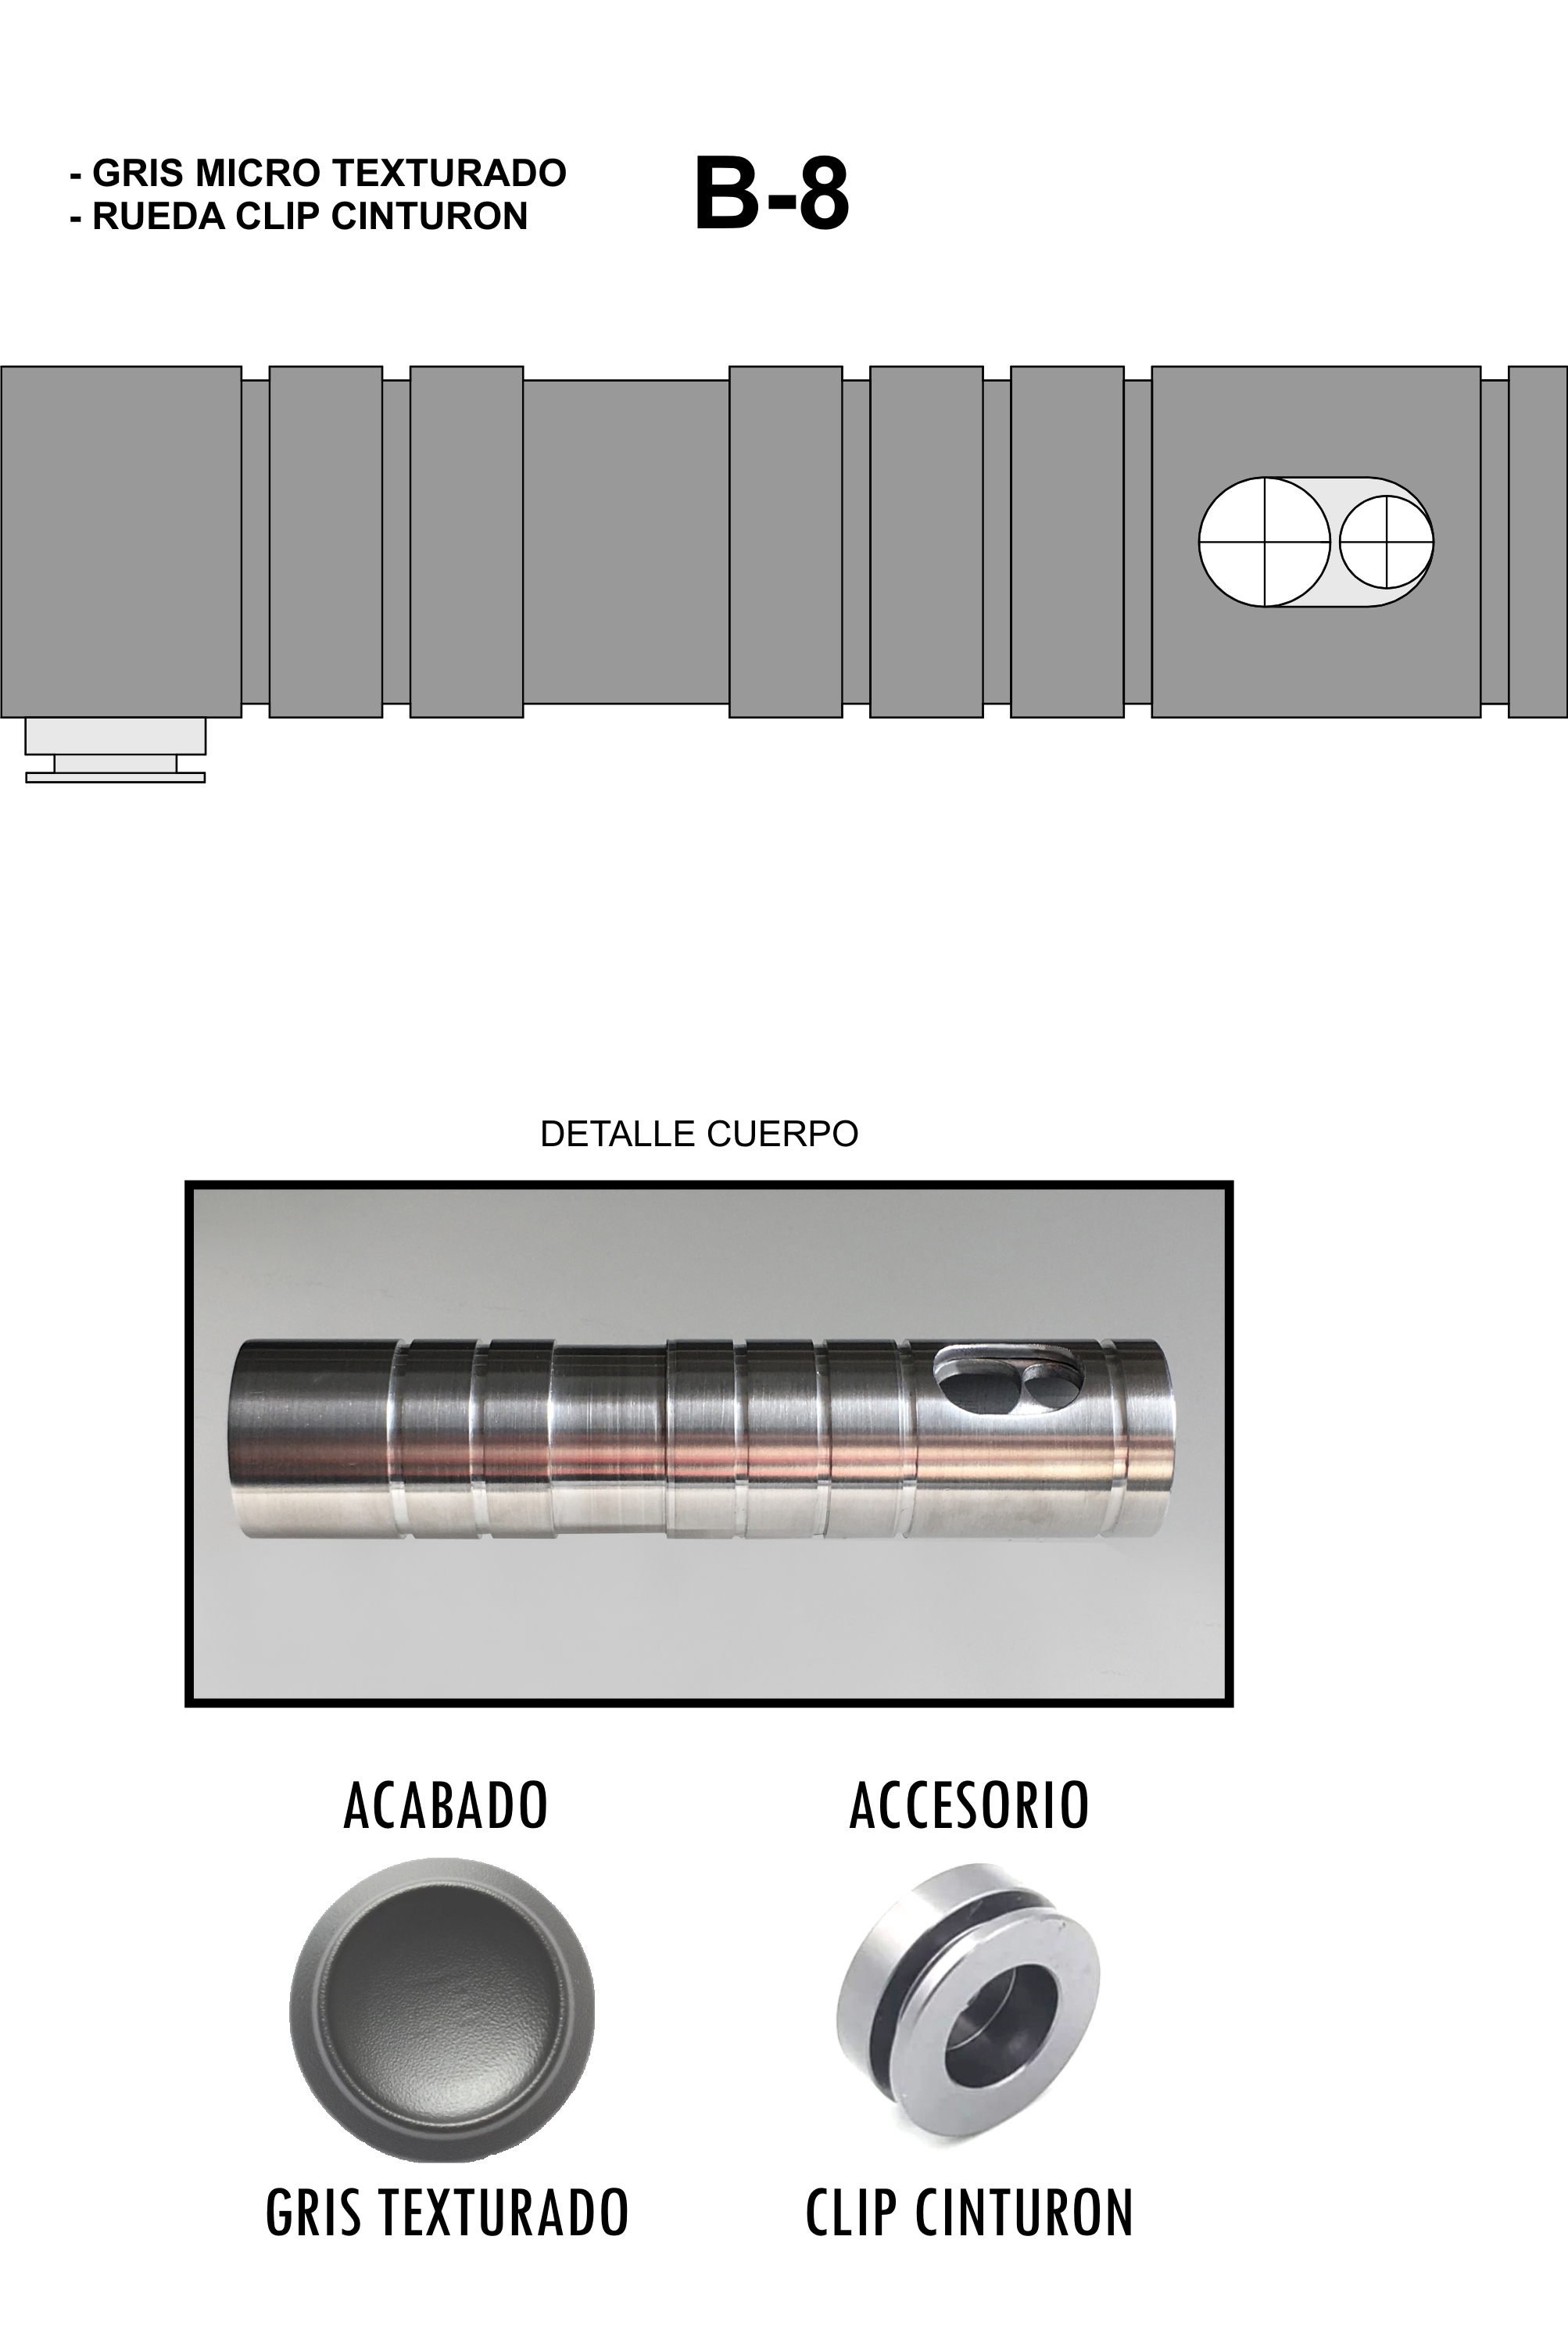 - GRIS MICRO TEXTURADO
- RUEDA CLIP CINTURON
B-8
DETALLE CUERPO
ACABADO
ACCESORIO
GRIS TEXTURADO
CLIP CINTURON